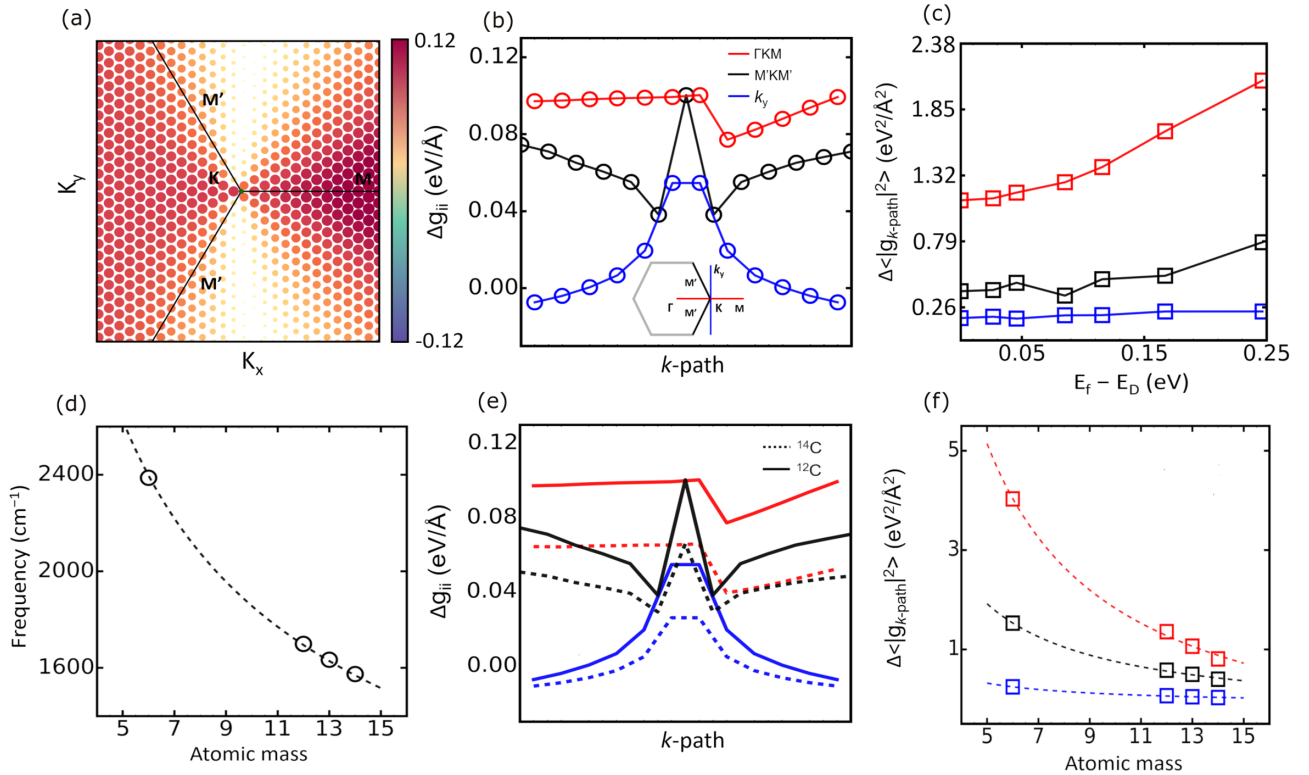 (a)
M’
K
M
M’
K_y
K_x
0.12
-0.12
Δg_ii (eV/Å)
(b)
0.12
0.08
0.04
0.00
Δg_ii (eV/Å)
ΓKM
M’KM’
k_y
k_y
M’
Γ
K
M
M’
k-path
(c)
2.38
1.85
1.32
0.79
0.26
Δ<|g_k-path|²> (eV²/Å²)
0.05 0.15 0.25
E_f − E_D (eV)
(d)
2400
2000
1600
Frequency (cm⁻¹)
5 7 9 11 13 15
Atomic mass
(e)
0.12
0.08
0.04
0.00
Δg_ii (eV/Å)
¹⁴C
¹²C
k-path
(f)
5
3
1
Δ<|g_k-path|²> (eV²/Å²)
5 7 9 11 13 15
Atomic mass